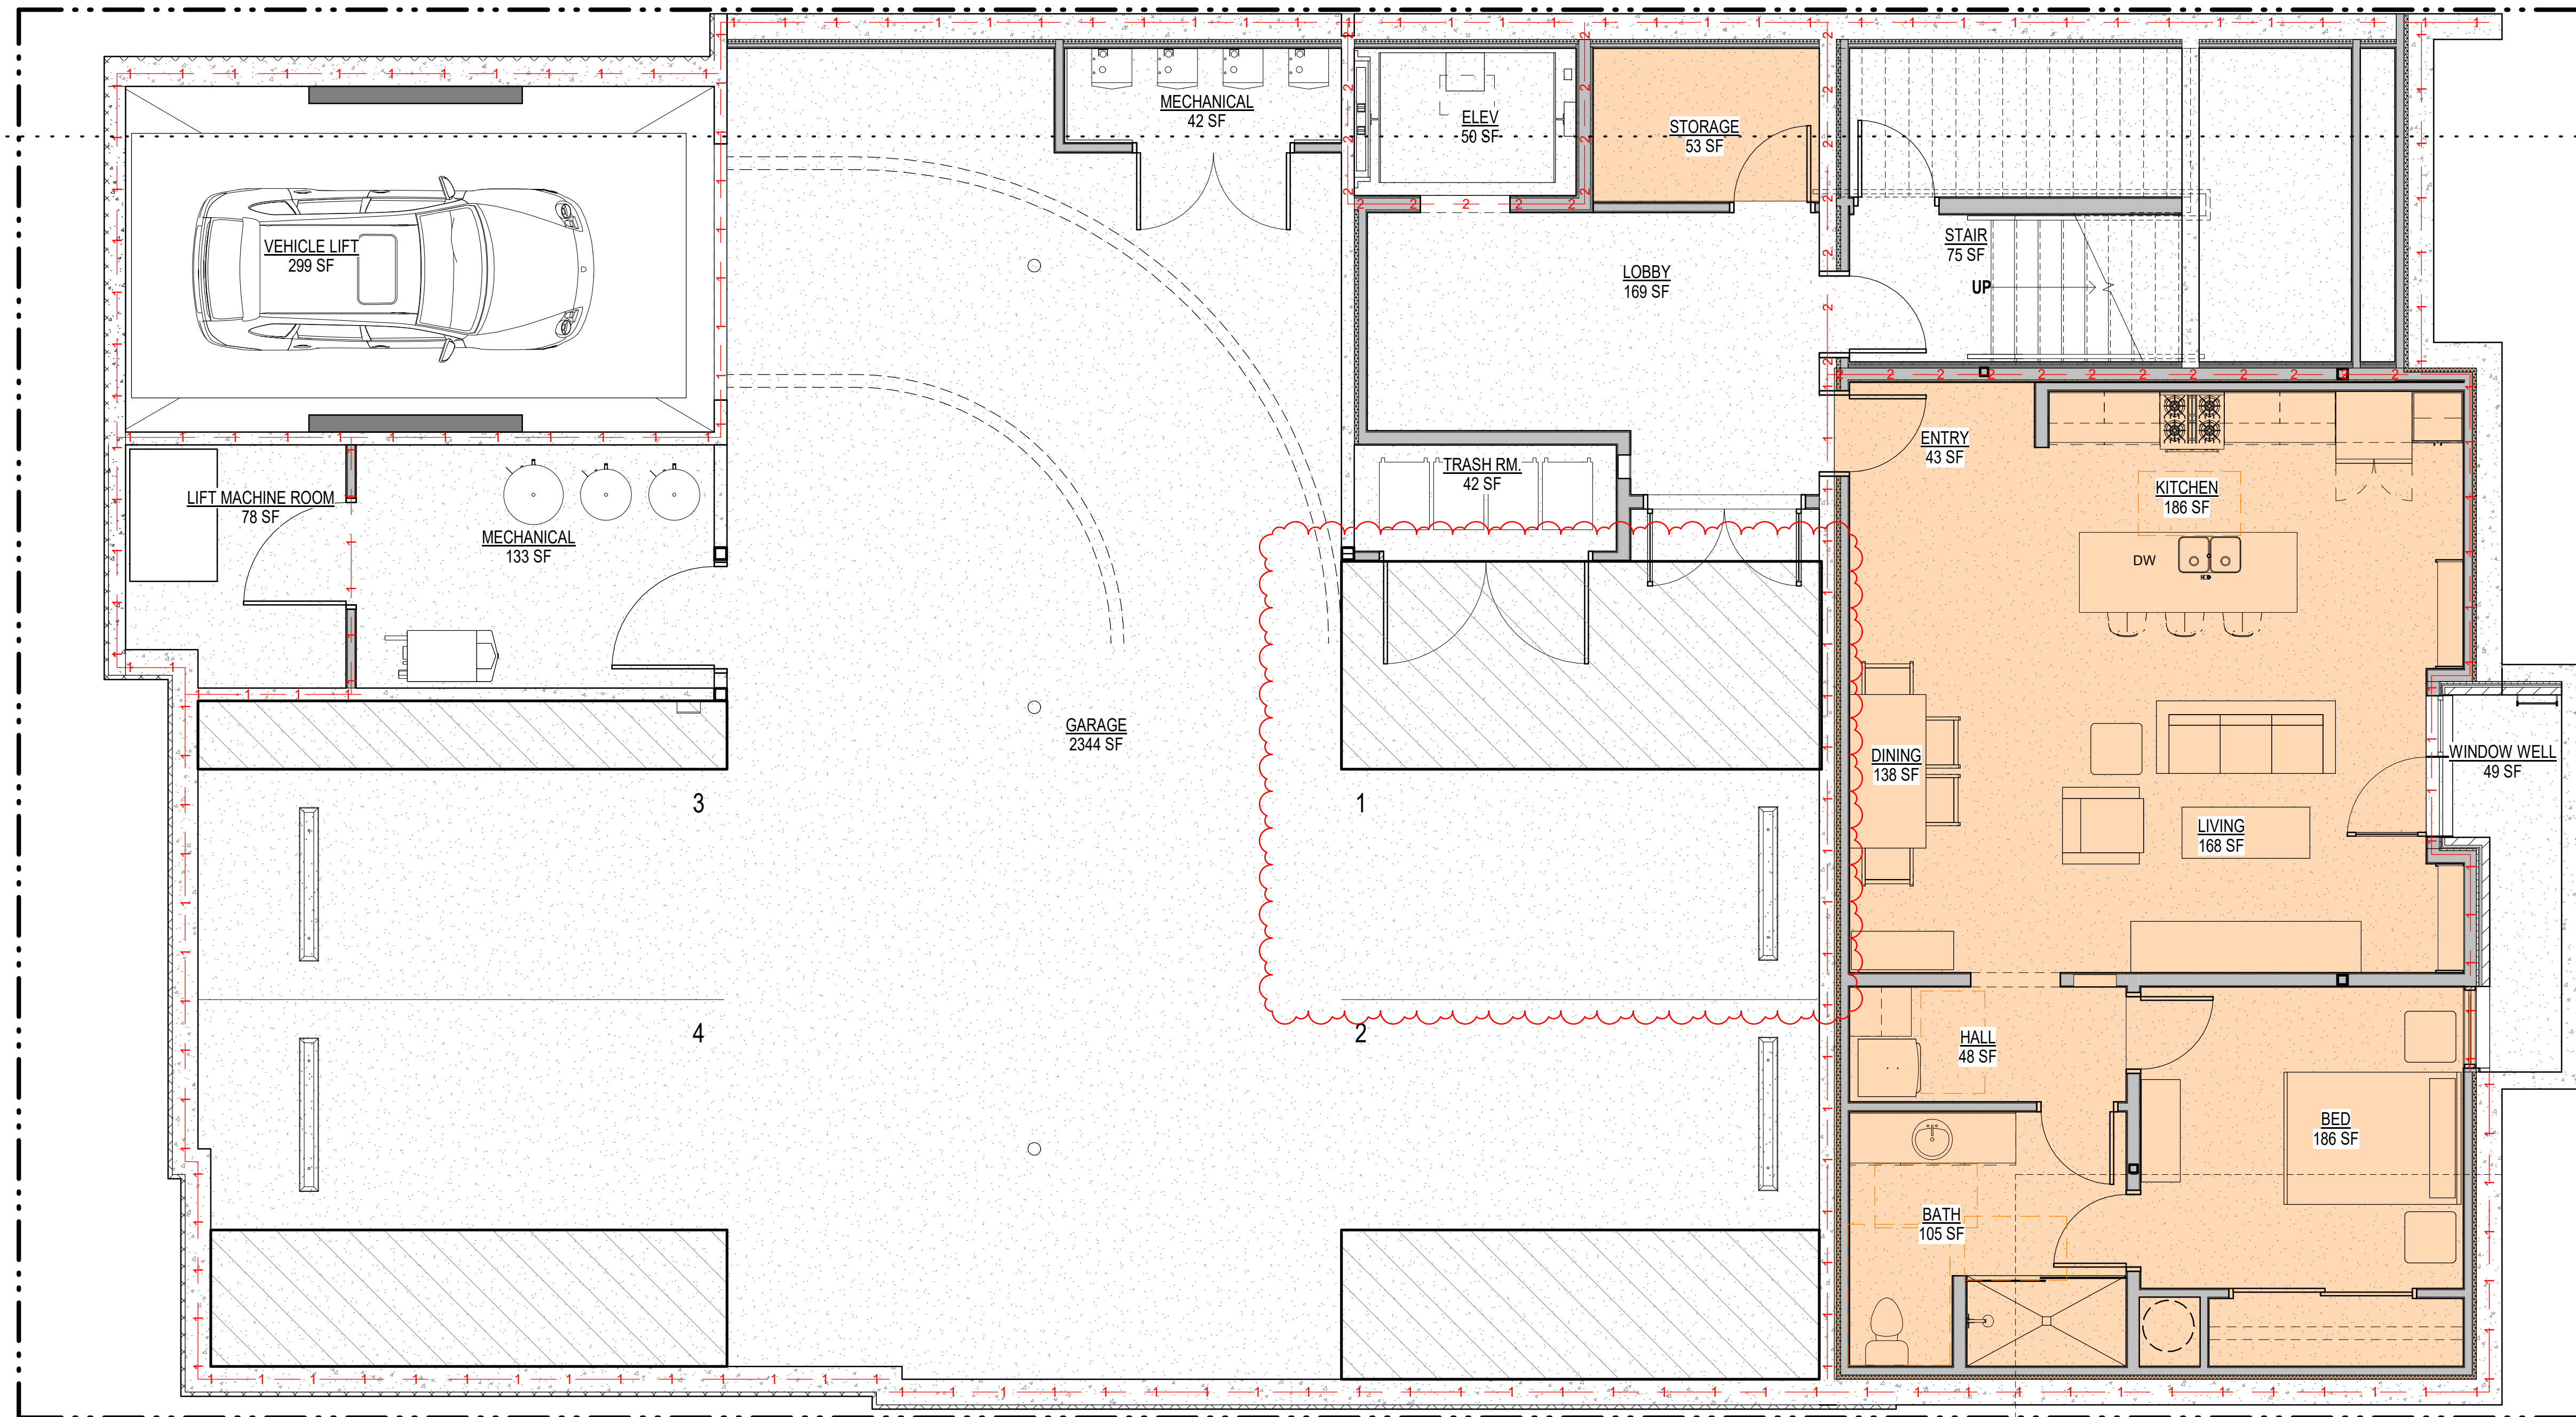 MECHANICAL
42 SF
ELEV
50 SF
STORAGE
53 SF
VEHICLE LIFT
299 SF
STAIR
75 SF
UP
LOBBY
169 SF
ENTRY
43 SF
TRASH RM.
42 SF
KITCHEN
186 SF
LIFT MACHINE ROOM
78 SF
MECHANICAL
133 SF
DW
GARAGE
2344 SF
DINING
138 SF
WINDOW WELL
49 SF
3
1
LIVING
168 SF
4
2
HALL
48 SF
BED
186 SF
BATH
105 SF